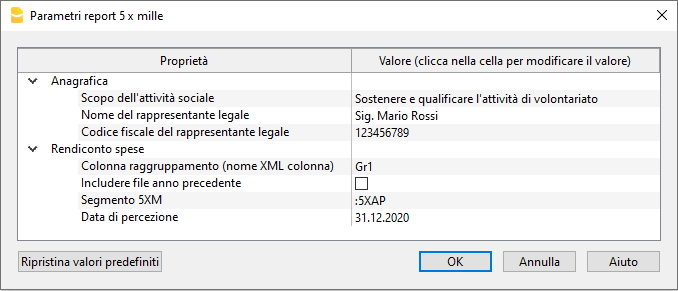 Parametri report 5 x mille
Proprietà Valore (clicca nella cella per modificare il valore)
Anagrafica
Scopo dell'attività sociale Sostenere e qualificare l'attività di volontariato
Nome del rappresentante legale Sig. Mario Rossi
Codice fiscale del rappresentante legale 123456789
Rendiconto spese
Colonna raggruppamento (nome XML colonna) Gr1
Includere file anno precedente
Segmento 5XM :5XAP
Data di percezione 31.12.2020
Ripristina valori predefiniti OK Annulla Aiuto